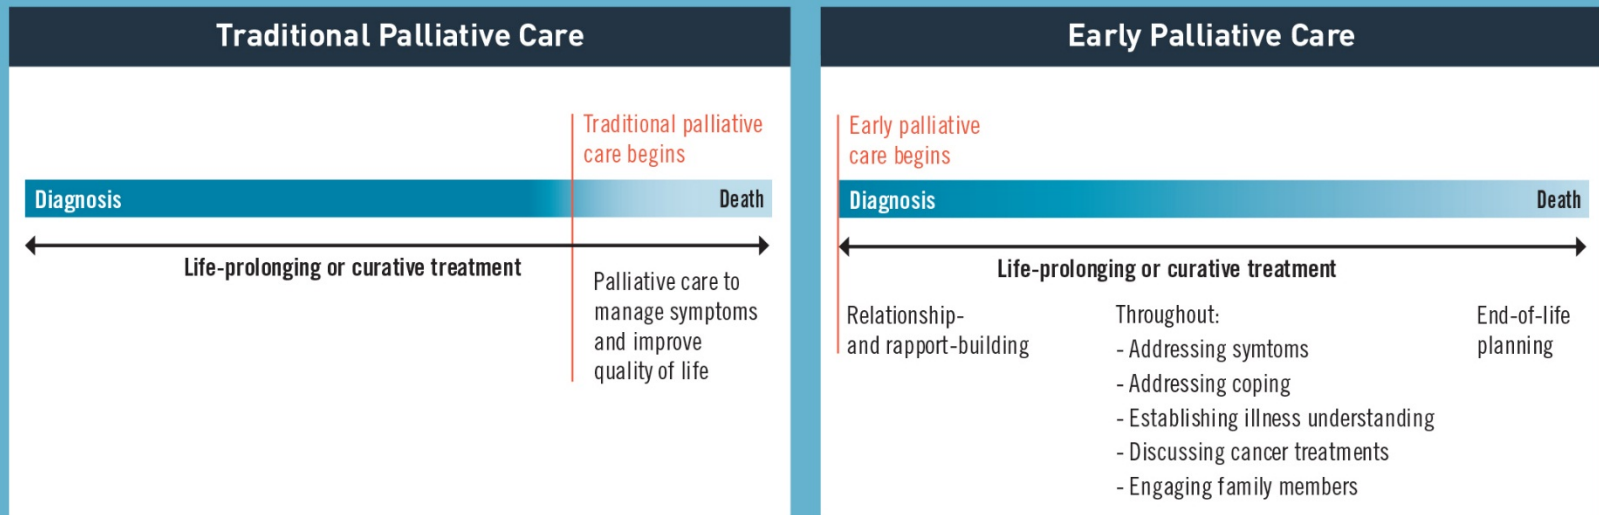 Traditional Palliative Care
Traditional palliative
care begins
Diagnosis
Death
Life-prolonging or curative treatment
Palliative care to
manage symptoms
and improve
quality of life
Early Palliative Care
Early palliative
care begins
Diagnosis
Death
Life-prolonging or curative treatment
Relationship-
and rapport-building
Throughout:
- Addressing symtoms
- Addressing coping
- Establishing illness understanding
- Discussing cancer treatments
- Engaging family members
End-of-life
planning